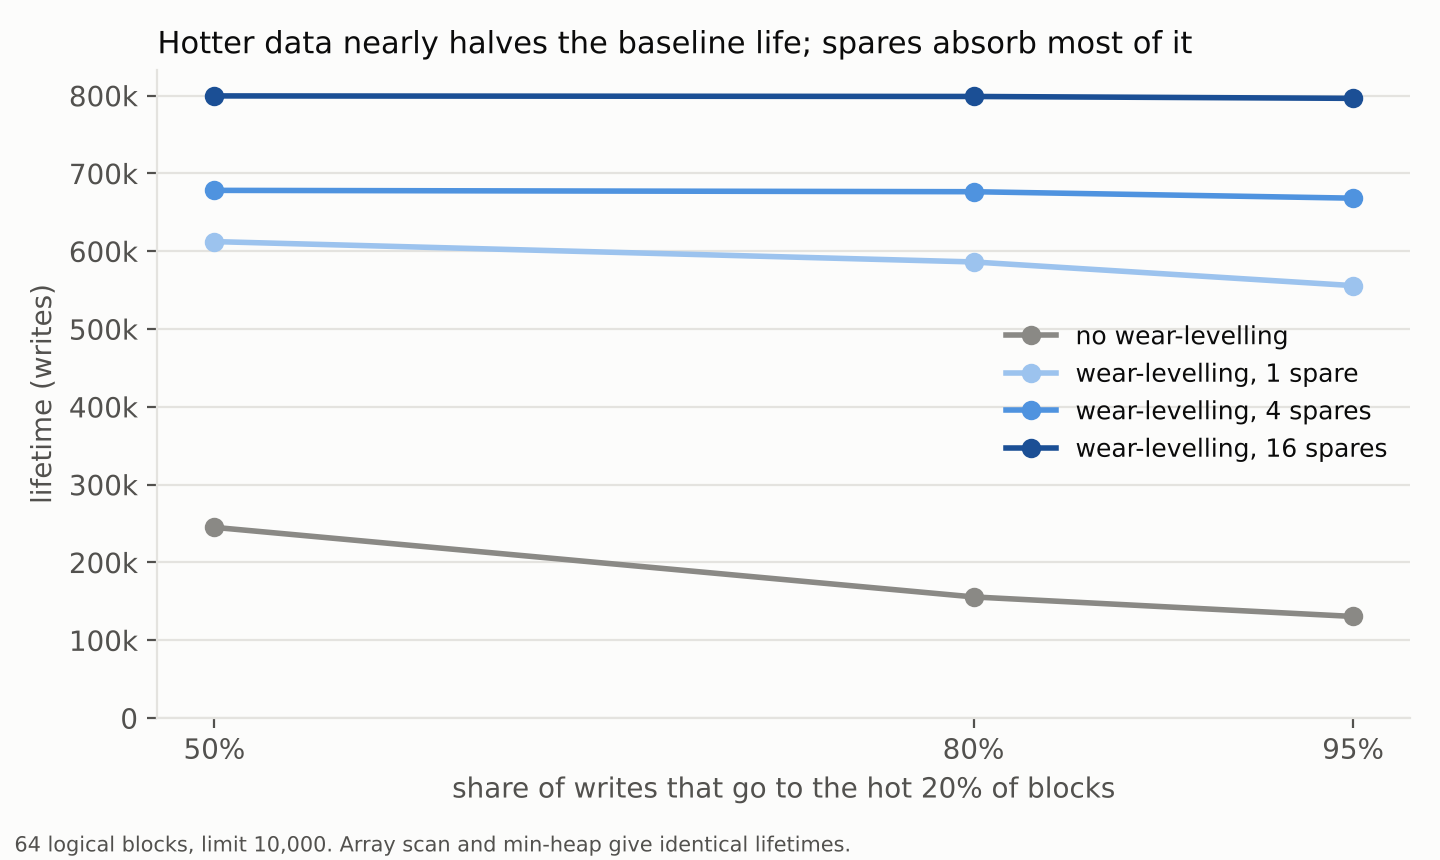 Hotter data nearly halves the baseline life; spares absorb most of it
800k
700k
600k
500k
400k
300k
200k
100k
0
lifetime (writes)
no wear-levelling
wear-levelling, 1 spare
wear-levelling, 4 spares
wear-levelling, 16 spares
50%
80%
95%
share of writes that go to the hot 20% of blocks
64 logical blocks, limit 10,000. Array scan and min-heap give identical lifetimes.